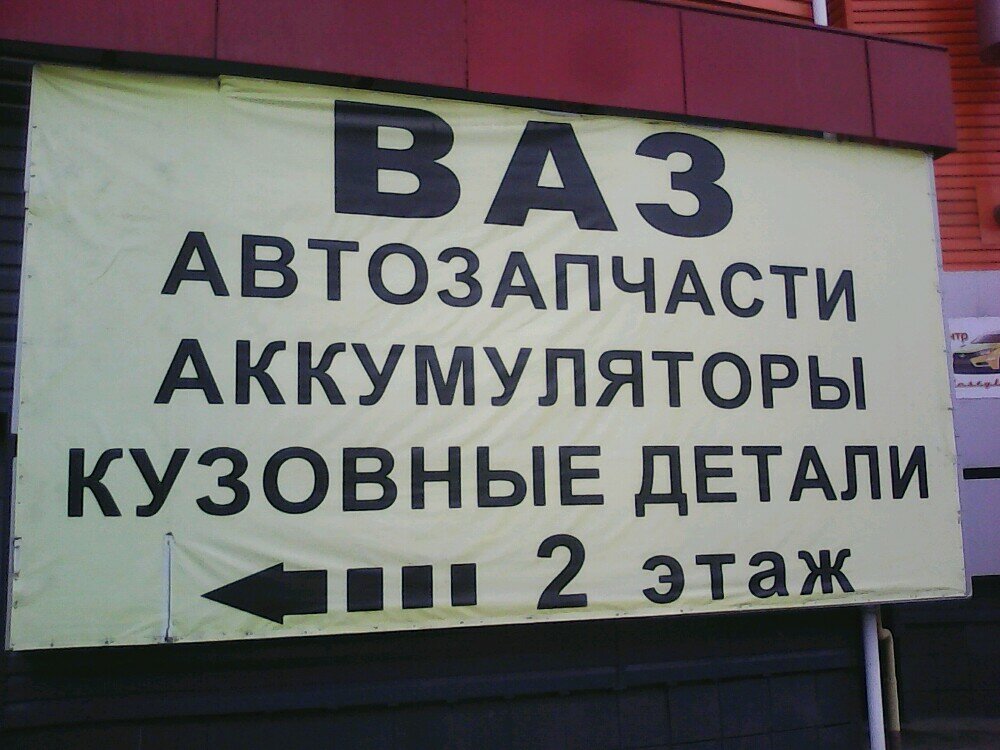 ВАЗ
АВТОЗАПЧАСТИ
АККУМУЛЯТОРЫ
КУЗОВНЫЕ ДЕТАЛИ
2 этаж